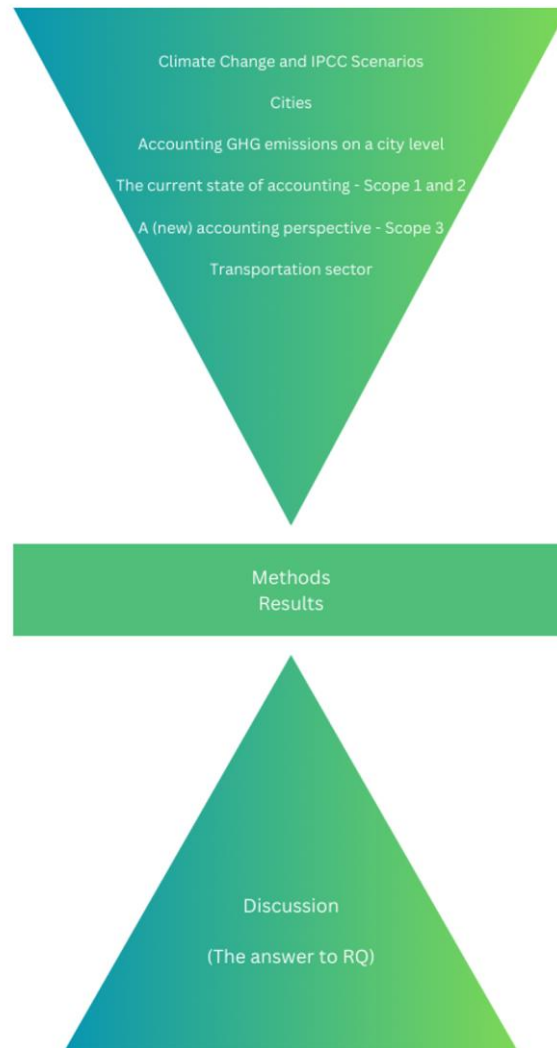 Climate Change and IPCC Scenarios
Cities
Accounting GHG emissions on a city level
The current state of accounting - Scope 1 and 2
A (new) accounting perspective - Scope 3
Transportation sector
Methods
Results
Discussion
(The answer to RQ)